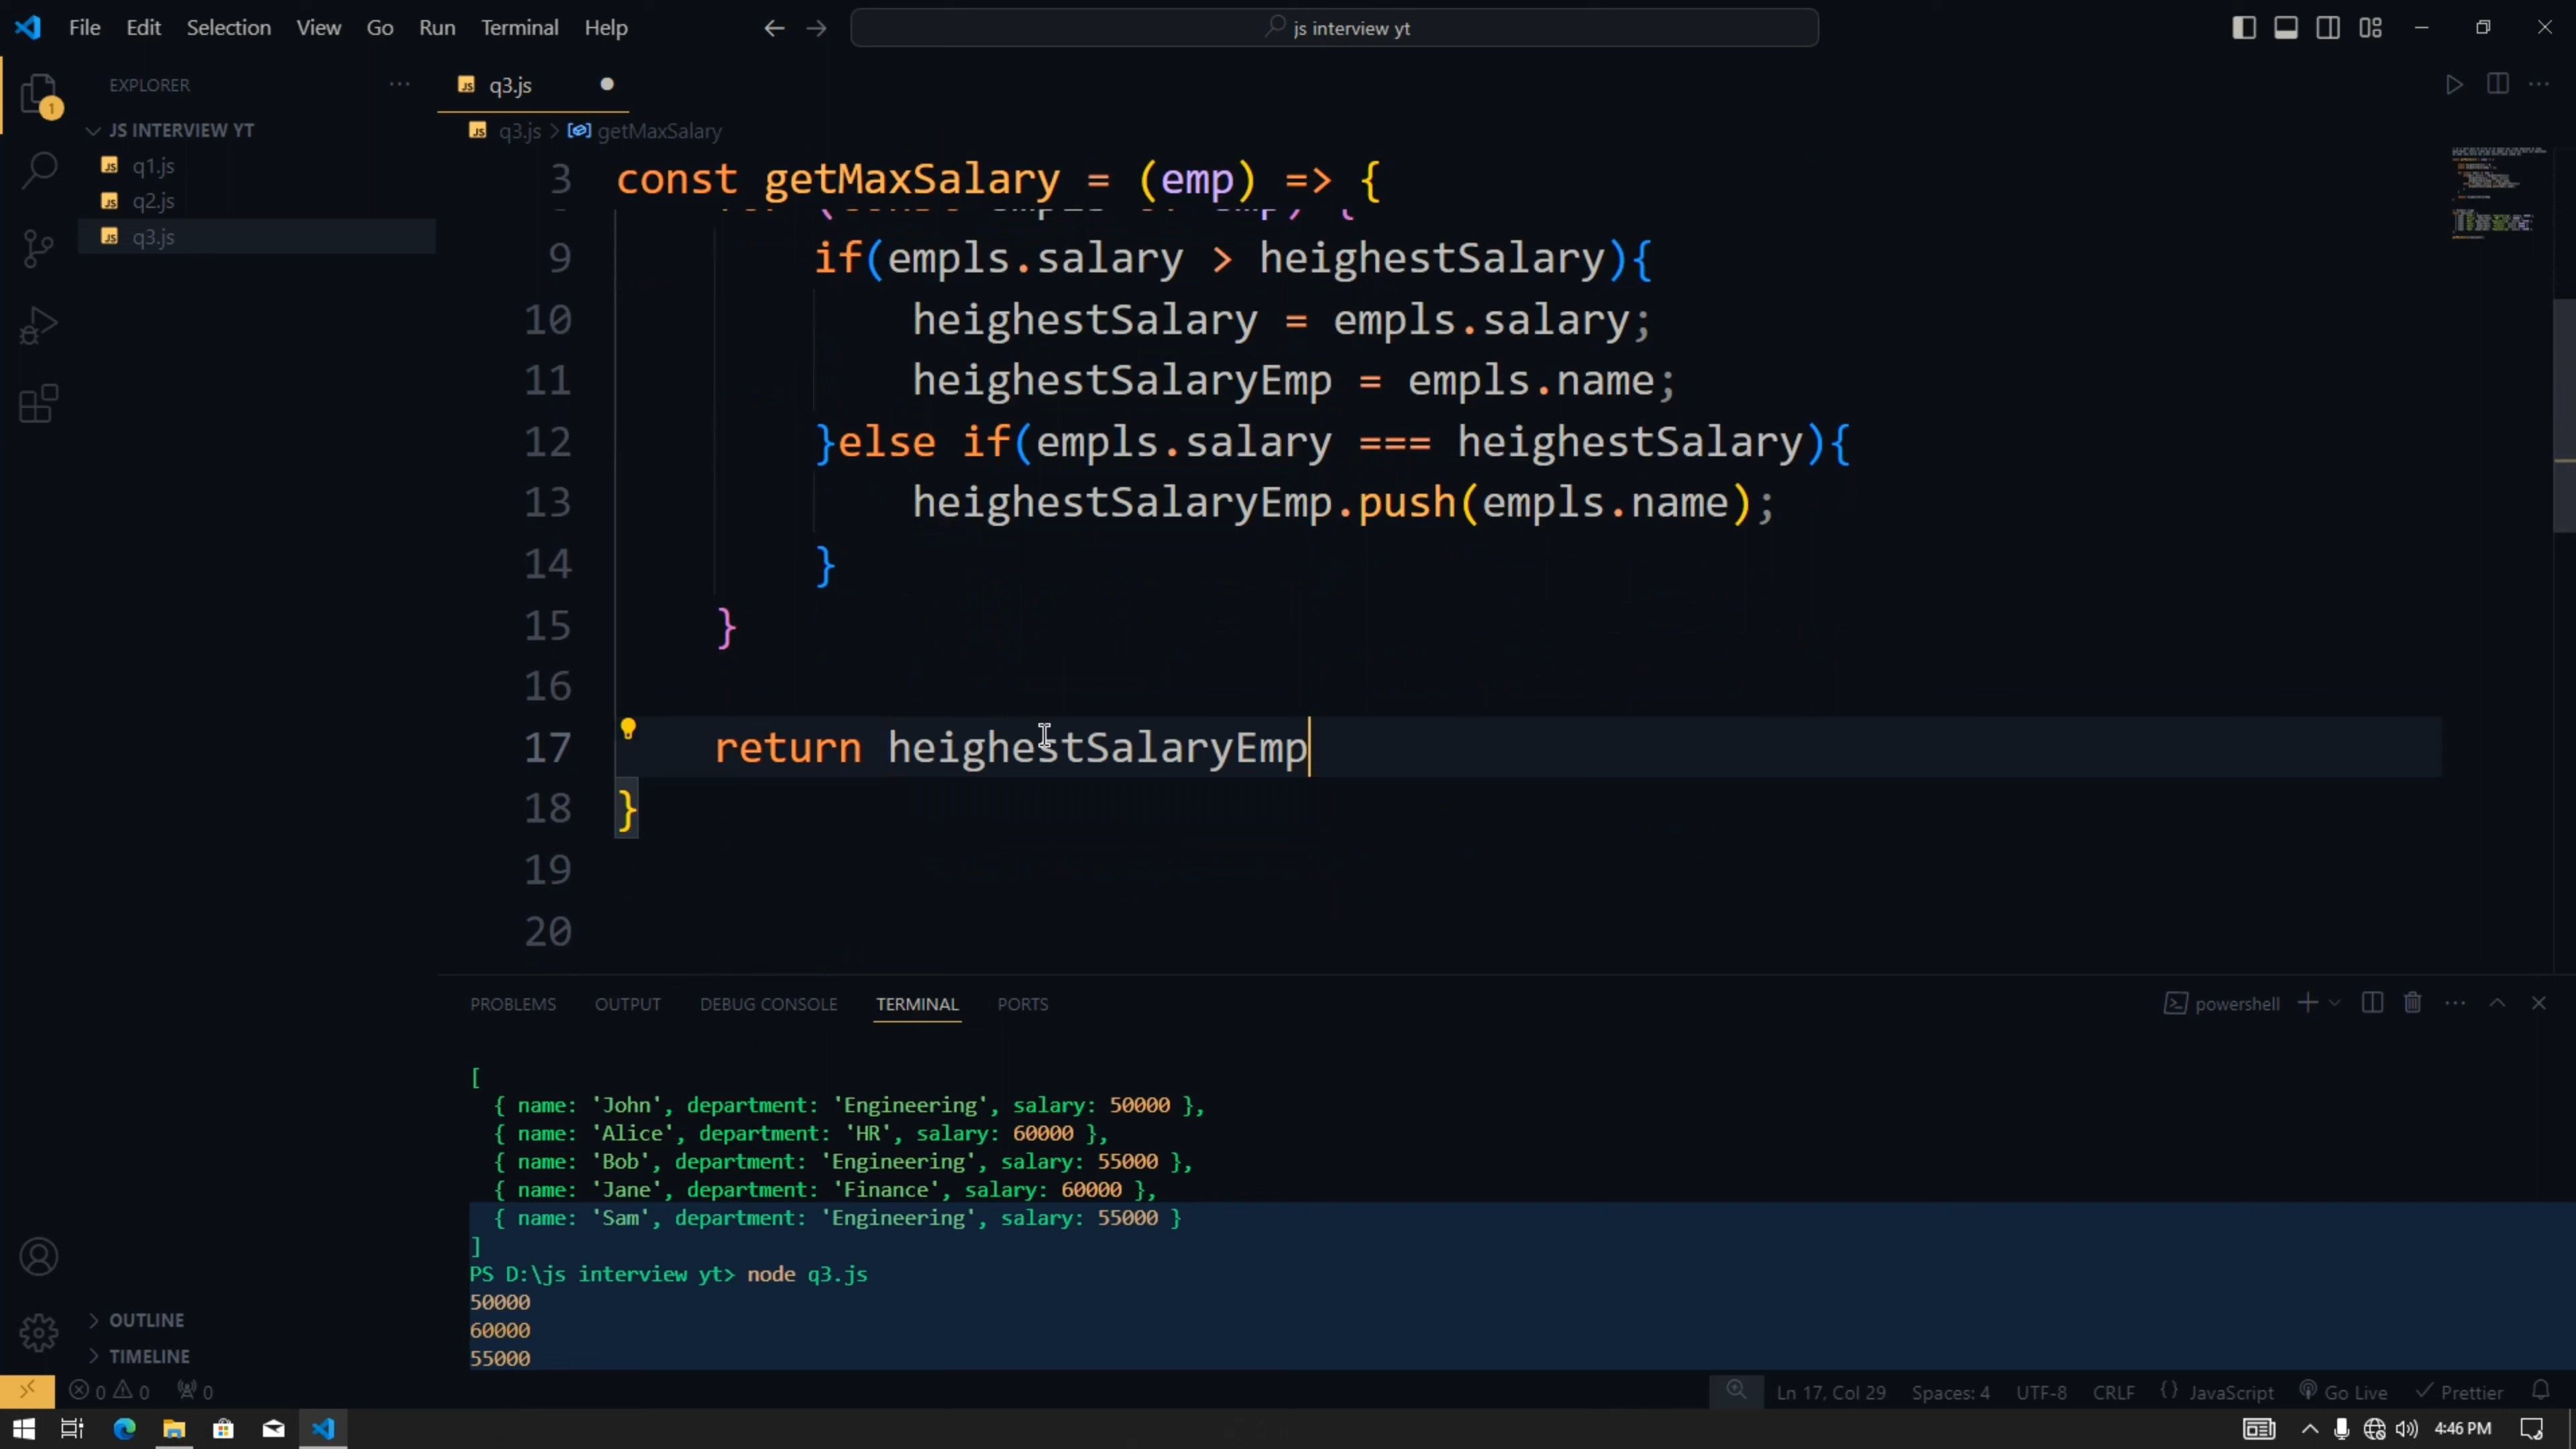 File Edit Selection View Go Run Terminal Help
js interview yt
EXPLORER
JS INTERVIEW YT
q1.js
q2.js
q3.js
q3.js
q3.js > getMaxSalary
3 const getMaxSalary = (emp) => {
9 if(empls.salary > heighestSalary){
10 heighestSalary = empls.salary;
11 heighestSalaryEmp = empls.name;
12 }else if(empls.salary === heighestSalary){
13 heighestSalaryEmp.push(empls.name);
14 }
15 }
16
17 return heighestSalaryEmp
18 }
19
20
PROBLEMS OUTPUT DEBUG CONSOLE TERMINAL PORTS
powershell
[
{ name: 'John', department: 'Engineering', salary: 50000 },
{ name: 'Alice', department: 'HR', salary: 60000 },
{ name: 'Bob', department: 'Engineering', salary: 55000 },
{ name: 'Jane', department: 'Finance', salary: 60000 },
{ name: 'Sam', department: 'Engineering', salary: 55000 }
]
PS D:\js interview yt> node q3.js
50000
60000
55000
OUTLINE
TIMELINE
0 0 0
Ln 17, Col 29 Spaces: 4 UTF-8 CRLF {} JavaScript Go Live Prettier
4:46 PM